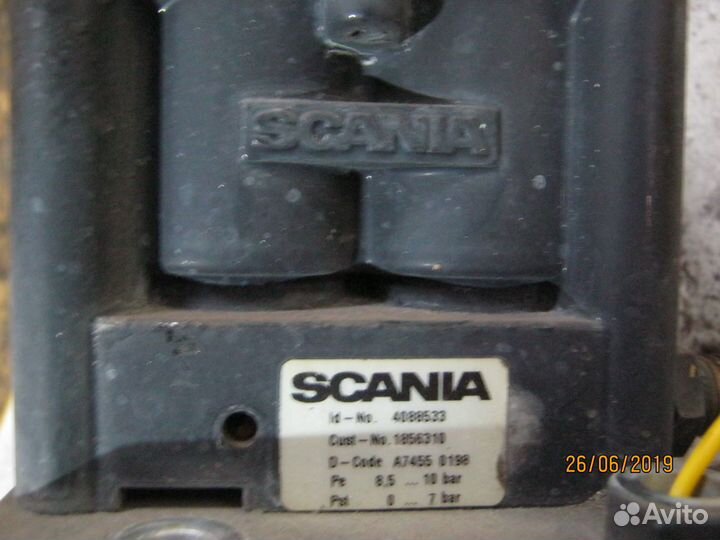 SCANIA
SCANIA
Id-No. 4088533
Cust-No. 1856310
D-Code A7455 0198
Pe 8,5 ... 10 bar
Pst 0 ... 7 bar
26/06/2019
Avito